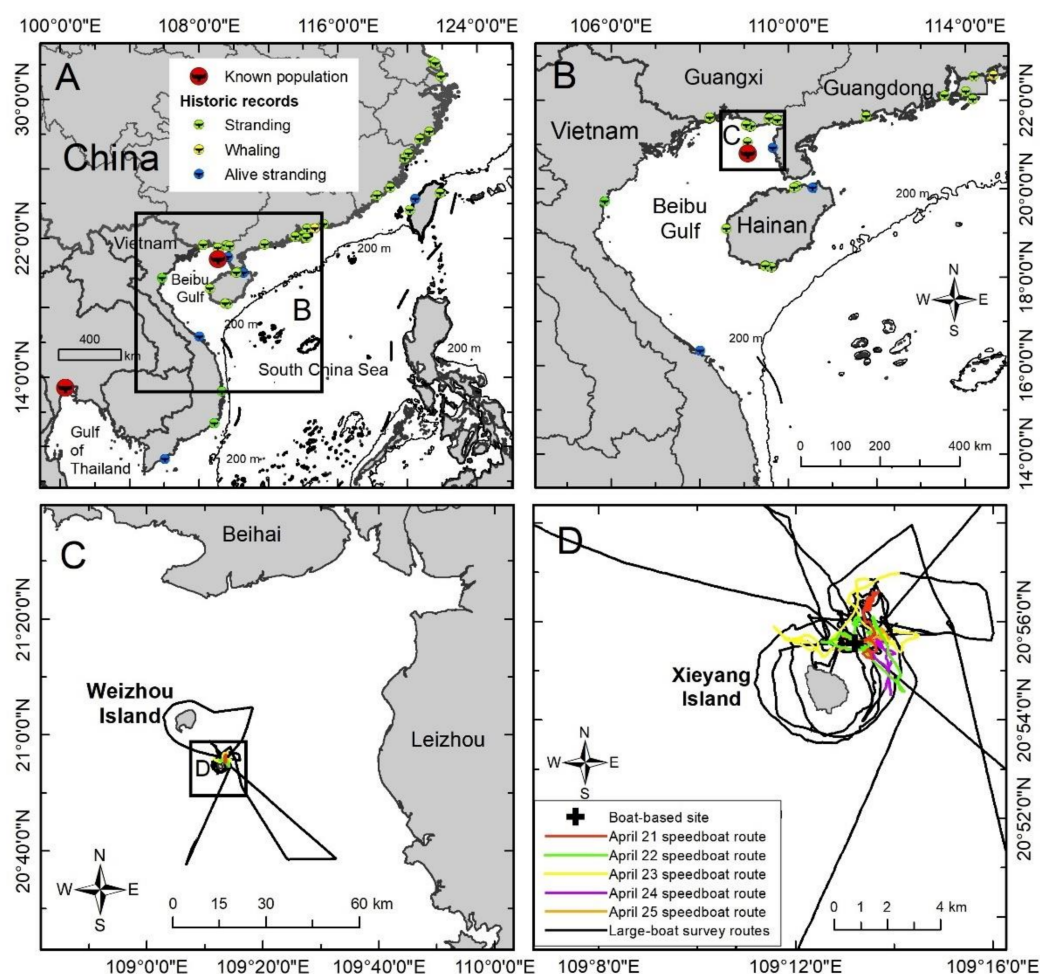 100°0'0"E 108°0'0"E 116°0'0"E 124°0'0"E
106°0'0"E 110°0'0"E 114°0'0"E
A
Known population
Historic records
Stranding
Whaling
Alive stranding
China
Vietnam
200 m
Beibu
Gulf
B
200 m
400
km
South China Sea
200 m
Gulf
of
Thailand
200 m
30°0'0"N
22°0'0"N
14°0'0"N
B
Guangxi
Guangdong
Vietnam
C
200 m
Beibu
Gulf
Hainan
N
W E
S
200 m
0 100 200 400 km
22°0'0"N
20°0'0"N
18°0'0"N
16°0'0"N
14°0'0"N
C
Beihai
Weizhou
Island
Leizhou
D
N
W E
S
0 15 30 60 km
21°20'0"N
21°0'0"N
20°40'0"N
109°0'0"E 109°20'0"E 109°40'0"E 110°0'0"E
D
Xieyang
Island
N
W E
S
Boat-based site
April 21 speedboat route
April 22 speedboat route
April 23 speedboat route
April 24 speedboat route
April 25 speedboat route
Large-boat survey routes
0 1 2 4 km
20°56'0"N
20°54'0"N
20°52'0"N
109°8'0"E 109°12'0"E 109°16'0"E